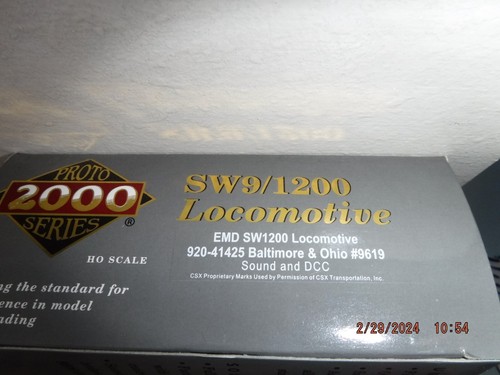 PROTO
2000
SERIES
®
HO SCALE
SW9/1200
Locomotive
EMD SW1200 Locomotive
920-41425 Baltimore & Ohio #9619
Sound and DCC
CSX Proprietary Marks Used by Permission of CSX Transportation, Inc.
the standard for
in model
2/29/2024 10:54